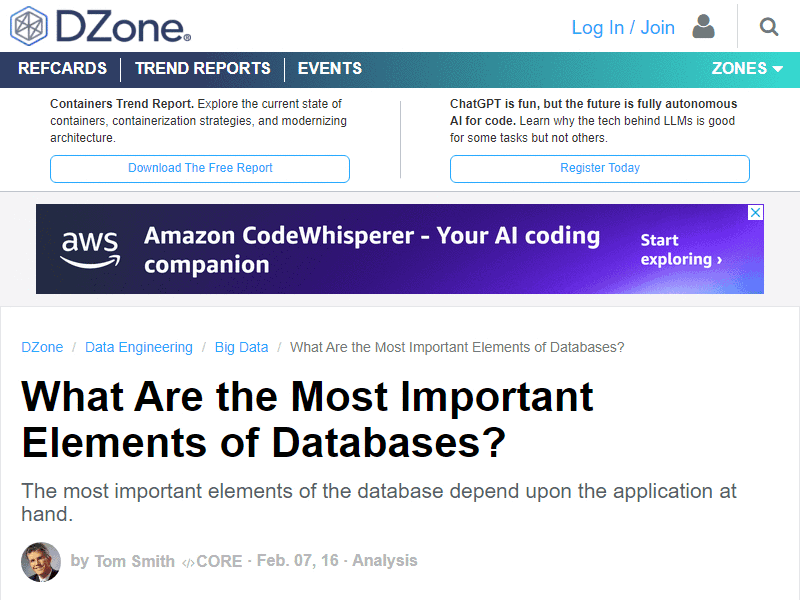 DZone®
Log In / Join
REFCARDS
TREND REPORTS
EVENTS
ZONES
Containers Trend Report. Explore the current state of
containers, containerization strategies, and modernizing
architecture.
Download The Free Report
ChatGPT is fun, but the future is fully autonomous
AI for code. Learn why the tech behind LLMs is good
for some tasks but not others.
Register Today
aws
Amazon CodeWhisperer - Your AI coding
companion
Start
exploring ›
DZone / Data Engineering / Big Data / What Are the Most Important Elements of Databases?
What Are the Most Important
Elements of Databases?
The most important elements of the database depend upon the application at
hand.
by Tom Smith </>CORE · Feb. 07, 16 · Analysis